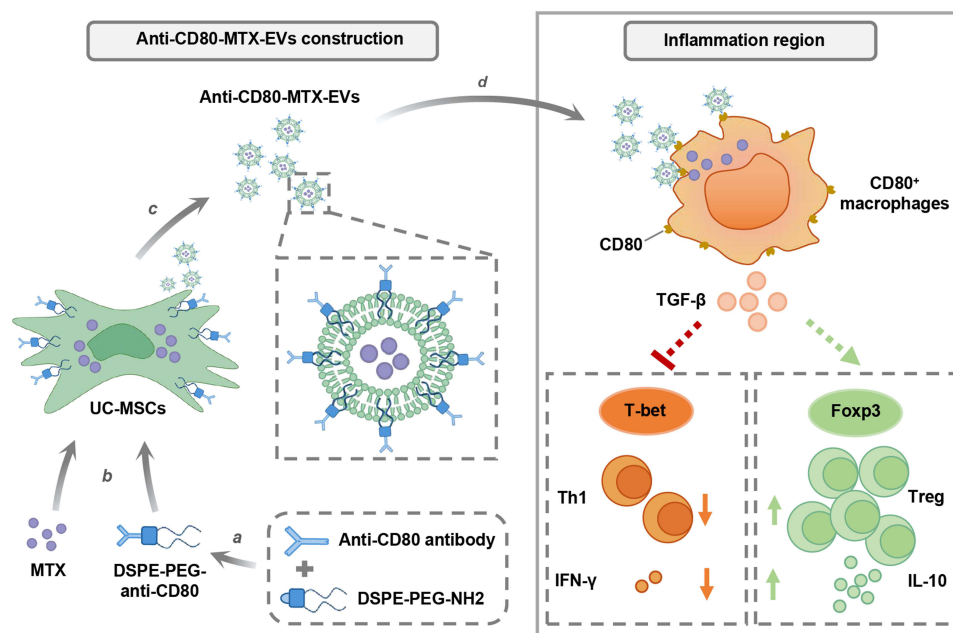 Anti-CD80-MTX-EVs construction
Anti-CD80-MTX-EVs
c
UC-MSCs
b
MTX
DSPE-PEG-
anti-CD80
a
Anti-CD80 antibody
DSPE-PEG-NH2
d
Inflammation region
CD80⁺
macrophages
CD80
TGF-β
T-bet
Th1
IFN-γ
Foxp3
Treg
IL-10